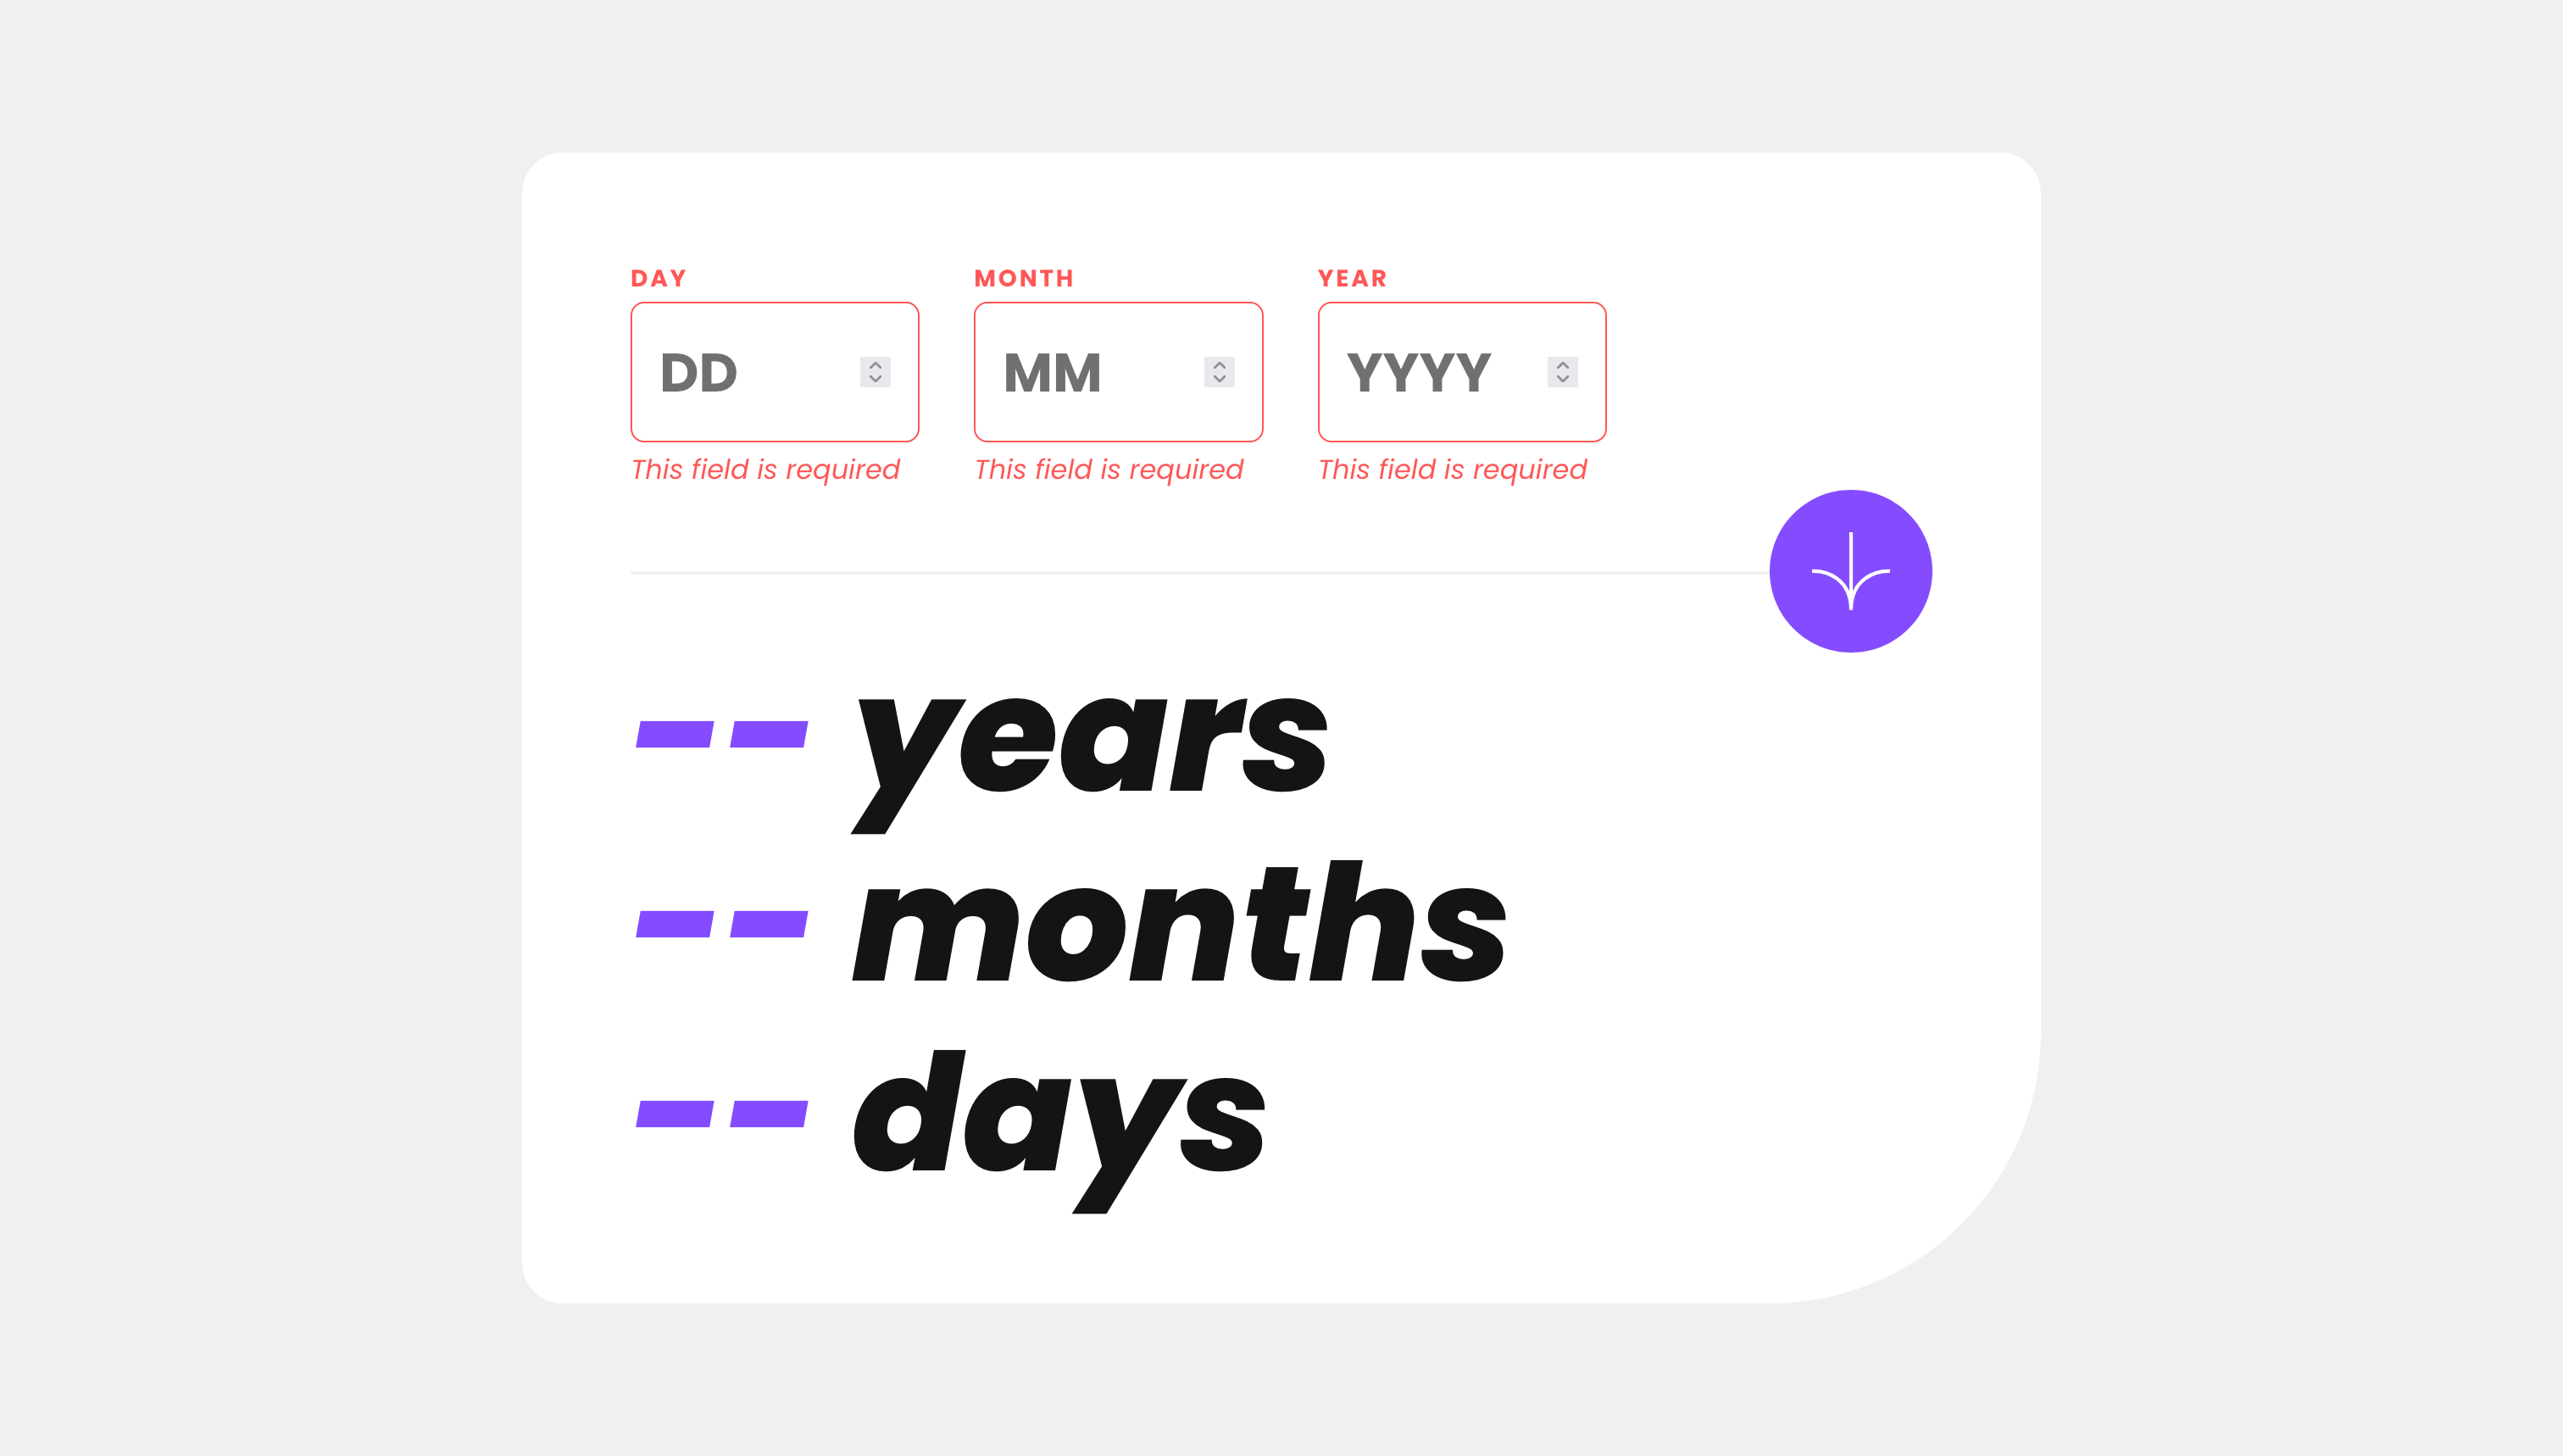 DAY MONTH YEAR
DD MM YYYY
This field is required This field is required This field is required
-- years
-- months
-- days